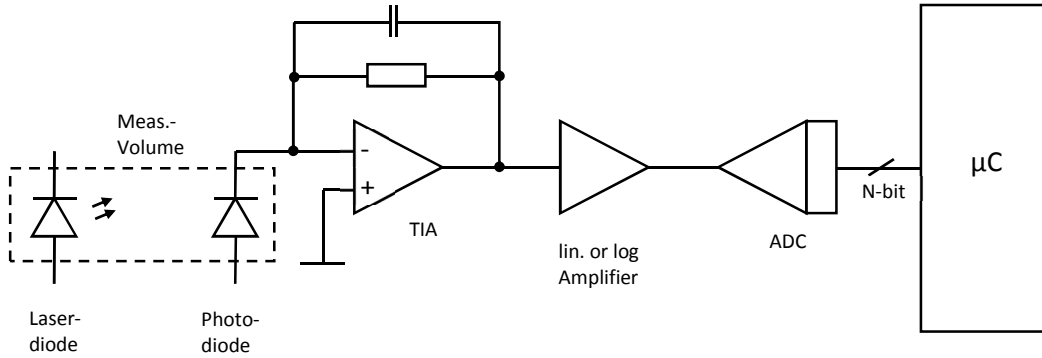 Meas.-
Volume
-
+
TIA
lin. or log
Amplifier
ADC
N-bit
µC
Laser-
diode
Photo-
diode